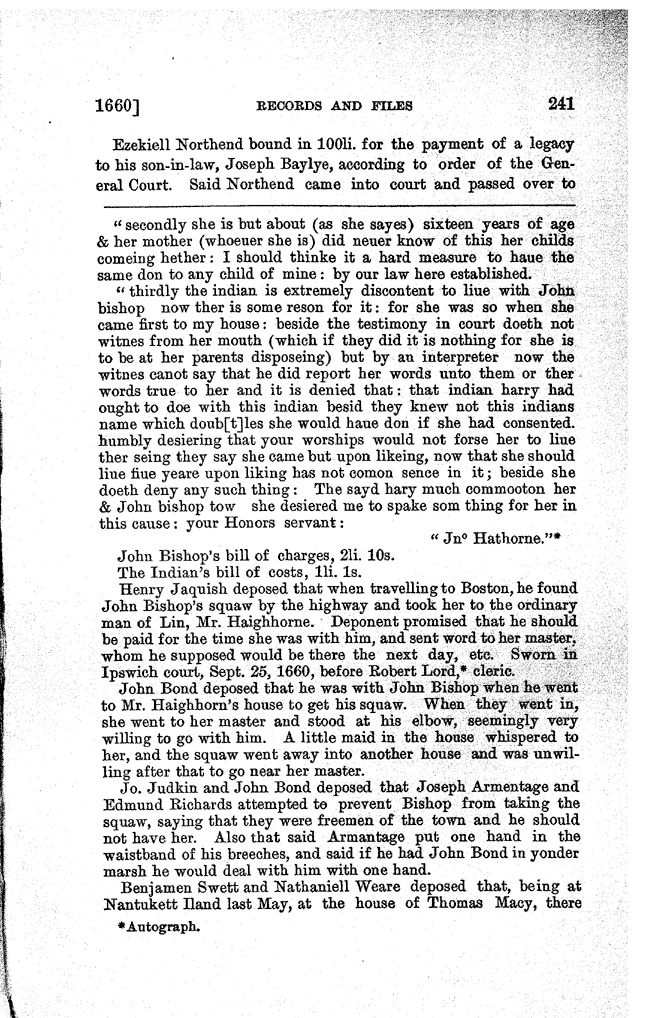 1660] RECORDS AND FILES 241
Ezekiell Northend bound in 100li. for the payment of a legacy
to his son-in-law, Joseph Baylye, according to order of the Gen-
eral Court. Said Northend came into court and passed over to
"secondly she is but about (as she sayes) sixteen years of age
& her mother (whoeuer she is) did neuer know of this her childs
comeing hether: I should thinke it a hard measure to haue the
same don to any child of mine: by our law here established.
"thirdly the indian is extremely discontent to liue with John
bishop now ther is some reson for it: for she was so when she
came first to my house: beside the testimony in court doeth not
witnes from her mouth (which if they did it is nothing for she is
to be at her parents disposeing) but by an interpreter now the
witnes canot say that he did report her words unto them or ther
words true to her and it is denied that: that indian harry had
ought to doe with this indian besid they knew not this indians
name which doub[t]les she would haue don if she had consented.
humbly desiering that your worships would not forse her to liue
ther seing they say she came but upon likeing, now that she should
liue fiue yeare upon liking has not comon sence in it; beside she
doeth deny any such thing: The sayd hary much commooton her
& John bishop tow she desiered me to spake som thing for her in
this cause: your Honors servant:
"Jnº Hathorne."*
John Bishop's bill of charges, 2li. 10s.
The Indian's bill of costs, 1li. 1s.
Henry Jaquish deposed that when travelling to Boston, he found
John Bishop's squaw by the highway and took her to the ordinary
man of Lin, Mr. Haighhorne. Deponent promised that he should
be paid for the time she was with him, and sent word to her master,
whom he supposed would be there the next day, etc. Sworn in
Ipswich court, Sept. 25, 1660, before Robert Lord,* cleric.
John Bond deposed that he was with John Bishop when he went
to Mr. Haighhorn's house to get his squaw. When they went in,
she went to her master and stood at his elbow, seemingly very
willing to go with him. A little maid in the house whispered to
her, and the squaw went away into another house and was unwil-
ling after that to go near her master.
Jo. Judkin and John Bond deposed that Joseph Armentage and
Edmund Richards attempted to prevent Bishop from taking the
squaw, saying that they were freemen of the town and he should
not have her. Also that said Armantage put one hand in the
waistband of his breeches, and said if he had John Bond in yonder
marsh he would deal with him with one hand.
Benjamen Swett and Nathaniell Weare deposed that, being at
Nantukett Iland last May, at the house of Thomas Macy, there
*Autograph.